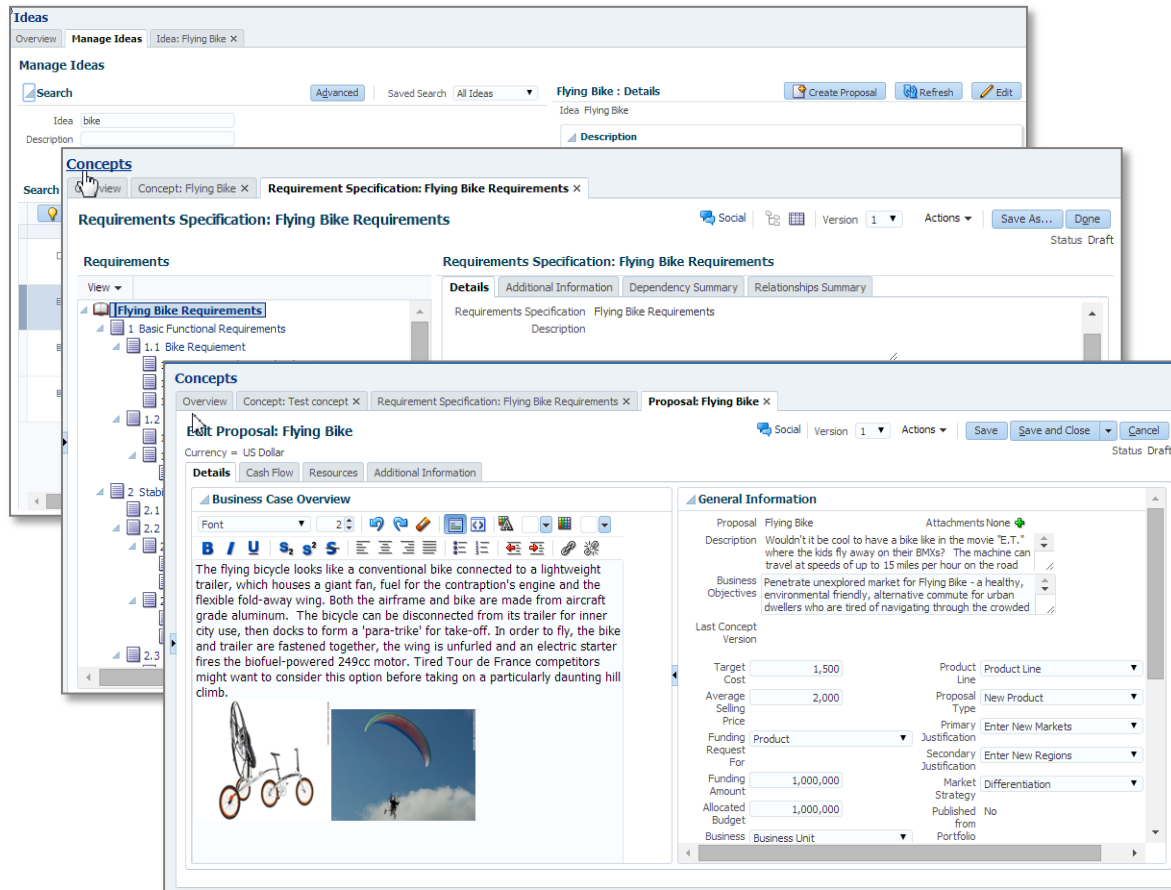 Ideas
Overview Manage Ideas Idea: Flying Bike ×
Manage Ideas
Search Advanced Saved Search All Ideas
Idea bike
Description
Flying Bike : Details Create Proposal Refresh Edit
Idea Flying Bike
Description
Search
Concepts
Concept: Flying Bike × Requirement Specification: Flying Bike Requirements ×
Requirements Specification: Flying Bike Requirements
Social Version 1 Actions Save As... Done
Status Draft
Requirements
View
Flying Bike Requirements
1 Basic Functional Requirements
1.1 Bike Requiement
1.2
2 Stabi
2.1
2.2
2.3
Requirements Specification: Flying Bike Requirements
Details Additional Information Dependency Summary Relationships Summary
Requirements Specification Flying Bike Requirements
Description
Concepts
Overview Concept: Test concept × Requirement Specification: Flying Bike Requirements × Proposal: Flying Bike ×
Edit Proposal: Flying Bike
Social Version 1 Actions Save Save and Close Cancel
Currency = US Dollar
Status Draft
Details Cash Flow Resources Additional Information
Business Case Overview
Font 2
B I U S₂ S² S
The flying bicycle looks like a conventional bike connected to a lightweight
trailer, which houses a giant fan, fuel for the contraption's engine and the
flexible fold-away wing. Both the airframe and bike are made from aircraft
grade aluminum. The bicycle can be disconnected from its trailer for inner
city use, then docks to form a 'para-trike' for take-off. In order to fly, the bike
and trailer are fastened together, the wing is unfurled and an electric starter
fires the biofuel-powered 249cc motor. Tired Tour de France competitors
might want to consider this option before taking on a particularly daunting hill
climb.
General Information
Proposal Flying Bike
Attachments None
Description Wouldn't it be cool to have a bike like in the movie "E.T."
where the kids fly away on their BMXs? The machine can
travel at speeds of up to 15 miles per hour on the road
Business Objectives Penetrate unexplored market for Flying Bike - a healthy,
environmental friendly, alternative commute for urban
dwellers who are tired of navigating through the crowded
Last Concept
Version
Target Cost 1,500
Average Selling Price 2,000
Funding Request For Product
Funding Amount 1,000,000
Allocated Budget 1,000,000
Business Business Unit
Product Line Product Line
Proposal Type New Product
Primary Justification Enter New Markets
Secondary Justification Enter New Regions
Market Strategy Differentiation
Published from Portfolio No